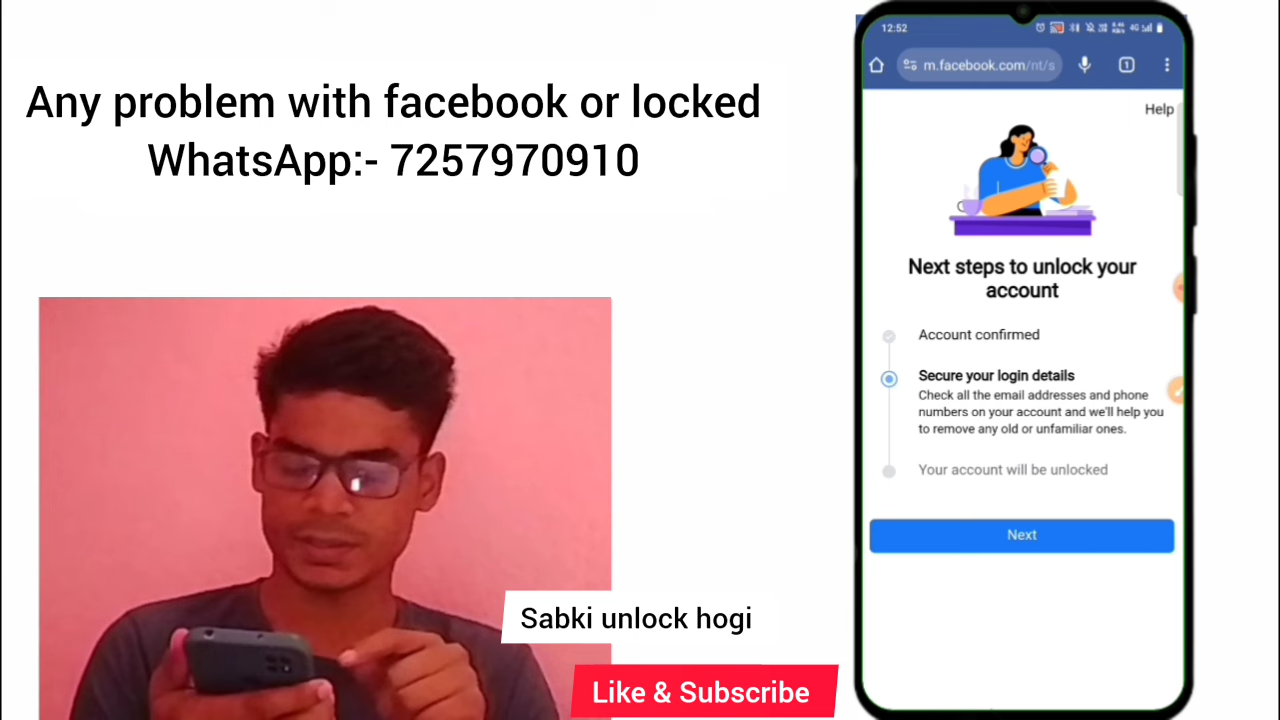 Any problem with facebook or locked
WhatsApp:- 7257970910
12:52
4G
m.facebook.com/nt/s
1
Help
Next steps to unlock your
account
Account confirmed
Secure your login details
Check all the email addresses and phone
numbers on your account and we'll help you
to remove any old or unfamiliar ones.
Your account will be unlocked
Next
Sabki unlock hogi
Like & Subscribe